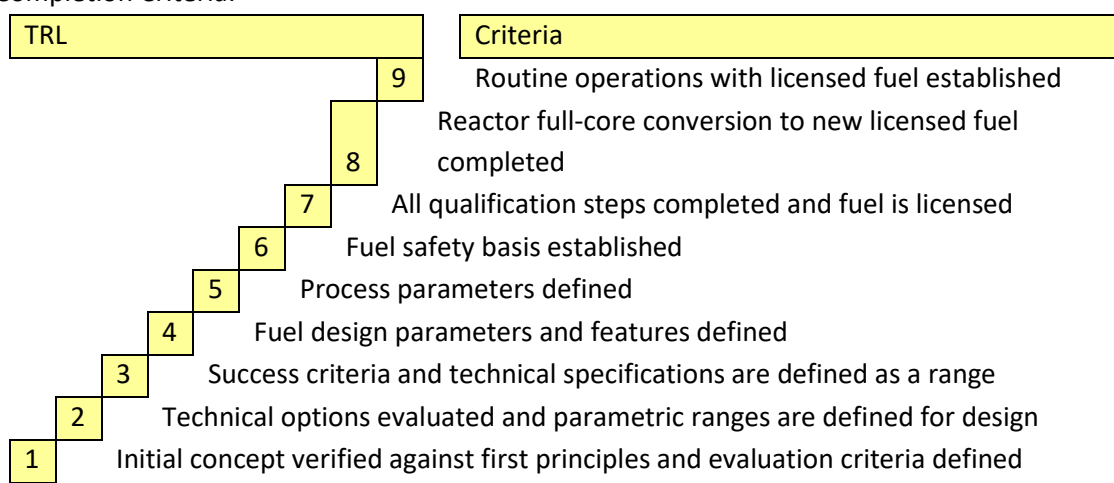 completion criteria.
TRL Criteria
9 Routine operations with licensed fuel established
Reactor full-core conversion to new licensed fuel
8 completed
7 All qualification steps completed and fuel is licensed
6 Fuel safety basis established
5 Process parameters defined
4 Fuel design parameters and features defined
3 Success criteria and technical specifications are defined as a range
2 Technical options evaluated and parametric ranges are defined for design
1 Initial concept verified against first principles and evaluation criteria defined